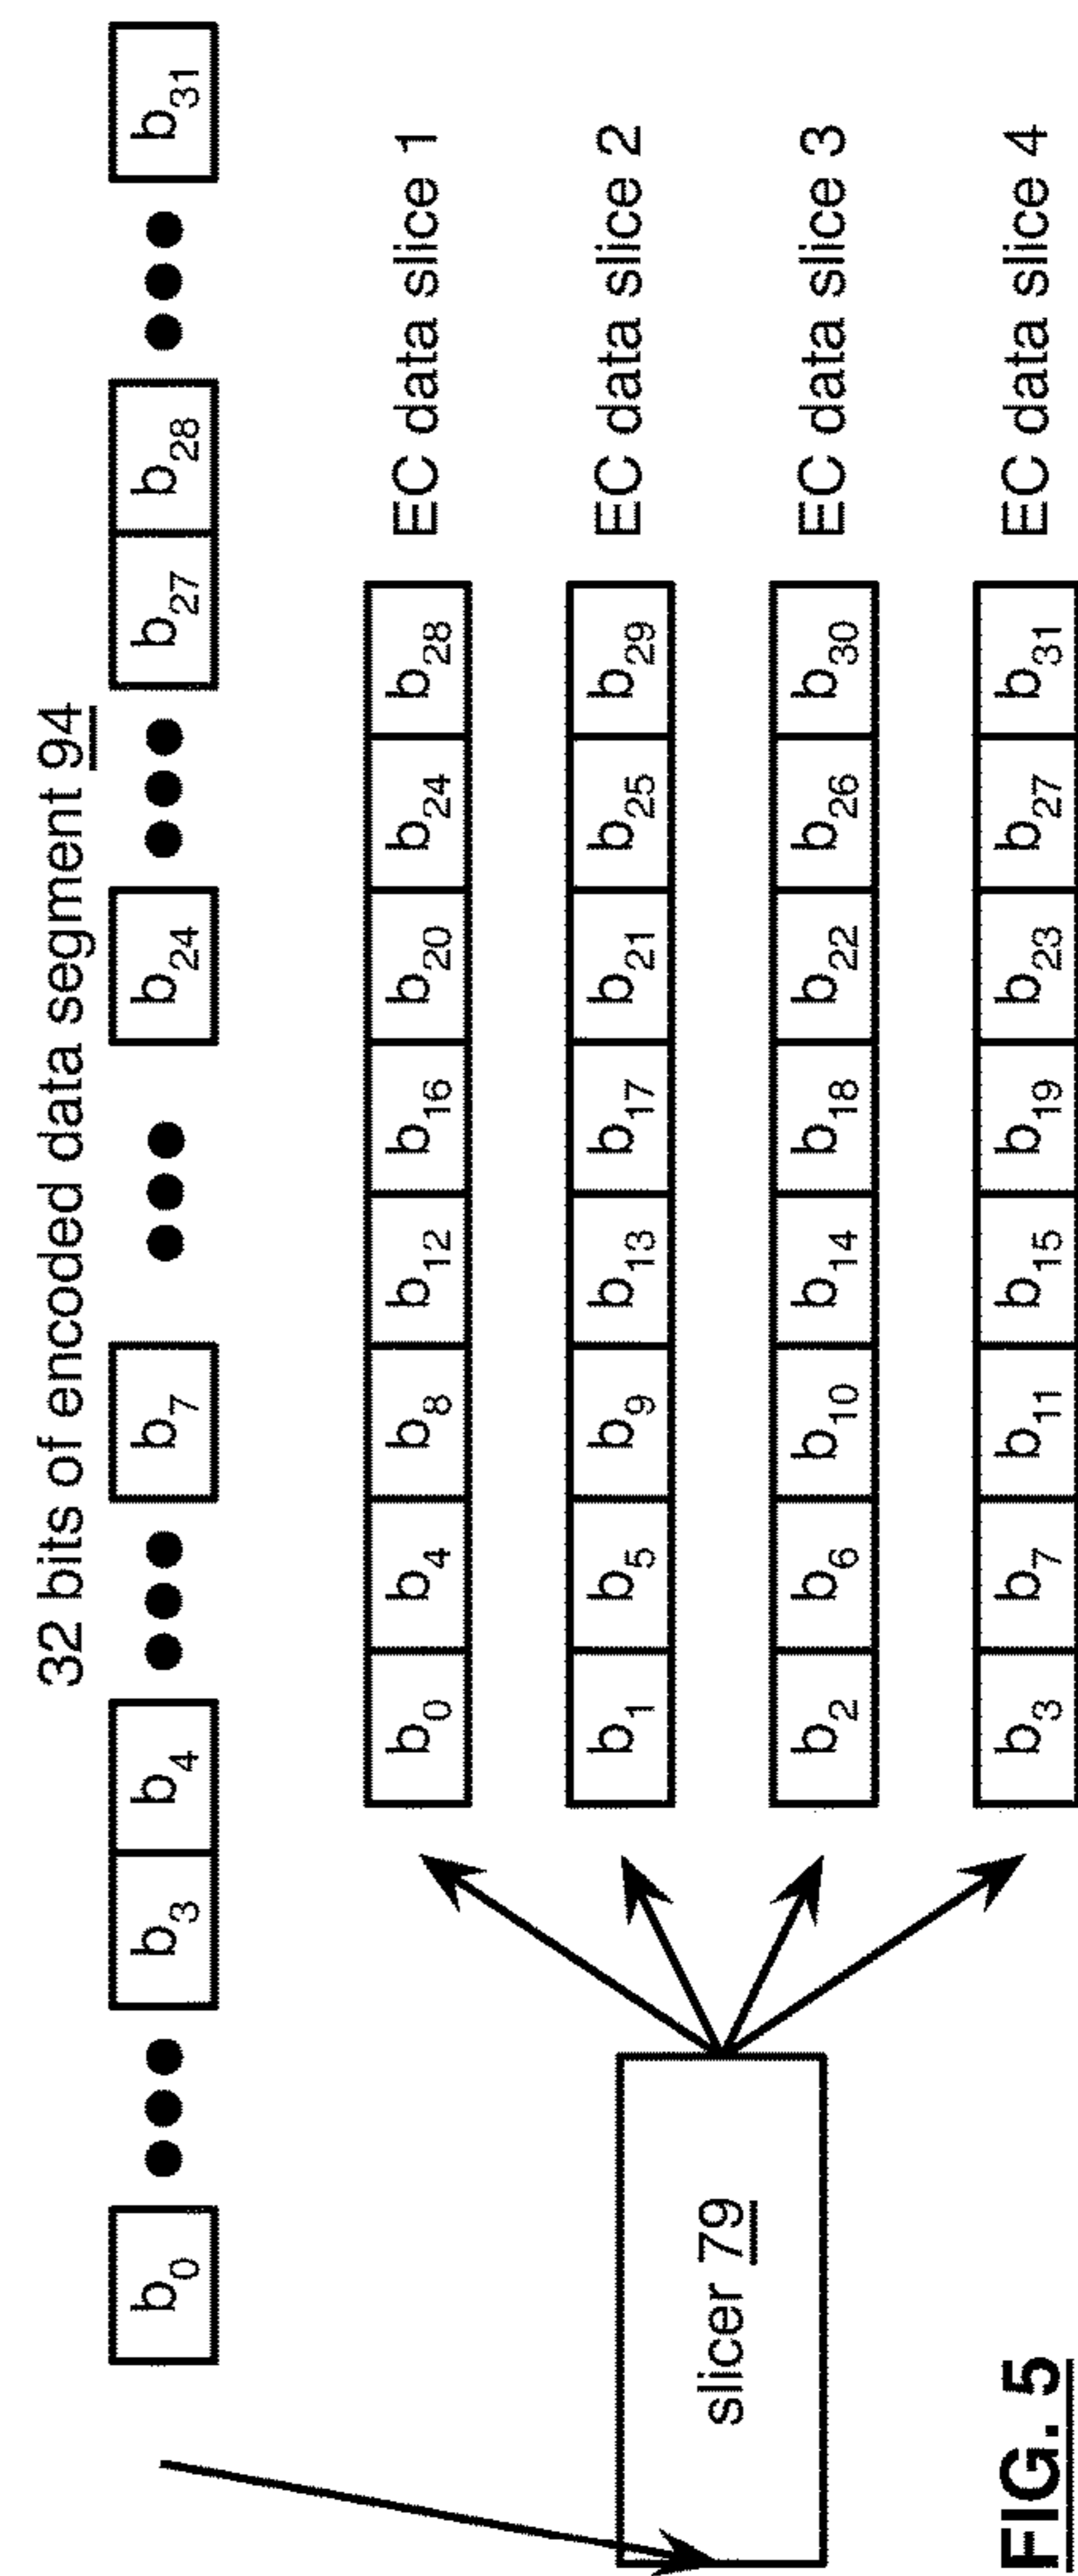 32 bits of encoded data segment 94
b0 ••• b3 b4 ••• b7 ••• b24 ••• b27 b28 ••• b31
b0 b4 b8 b12 b16 b20 b24 b28 EC data slice 1
b1 b5 b9 b13 b17 b21 b25 b29 EC data slice 2
slicer 79
b2 b6 b10 b14 b18 b22 b26 b30 EC data slice 3
b3 b7 b11 b15 b19 b23 b27 b31 EC data slice 4
FIG. 5